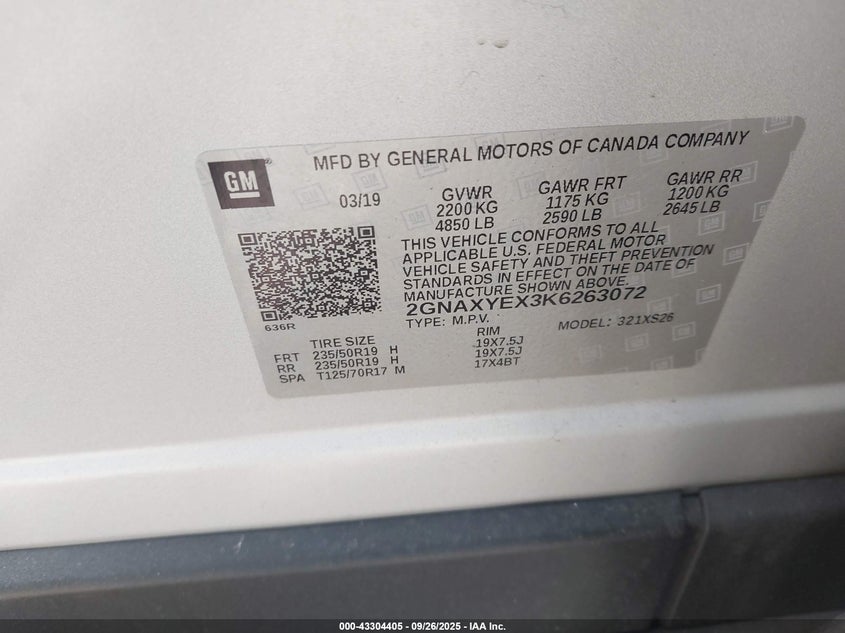 GM
MFD BY GENERAL MOTORS OF CANADA COMPANY
03/19
GVWR
2200 KG
4850 LB
GAWR FRT
1175 KG
2590 LB
GAWR RR
1200 KG
2645 LB
THIS VEHICLE CONFORMS TO ALL
APPLICABLE U.S. FEDERAL MOTOR
VEHICLE SAFETY AND THEFT PREVENTION
STANDARDS IN EFFECT ON THE DATE OF
MANUFACTURE SHOWN ABOVE.
2GNAXYEX3K6263072
TYPE: M.P.V.
MODEL: 321XS26
636R
TIRE SIZE
RIM
FRT 235/50R19 H 19X7.5J
RR 235/50R19 H 19X7.5J
SPA T125/70R17 M 17X4BT
000-43304405 - 09/26/2025 - IAA Inc.